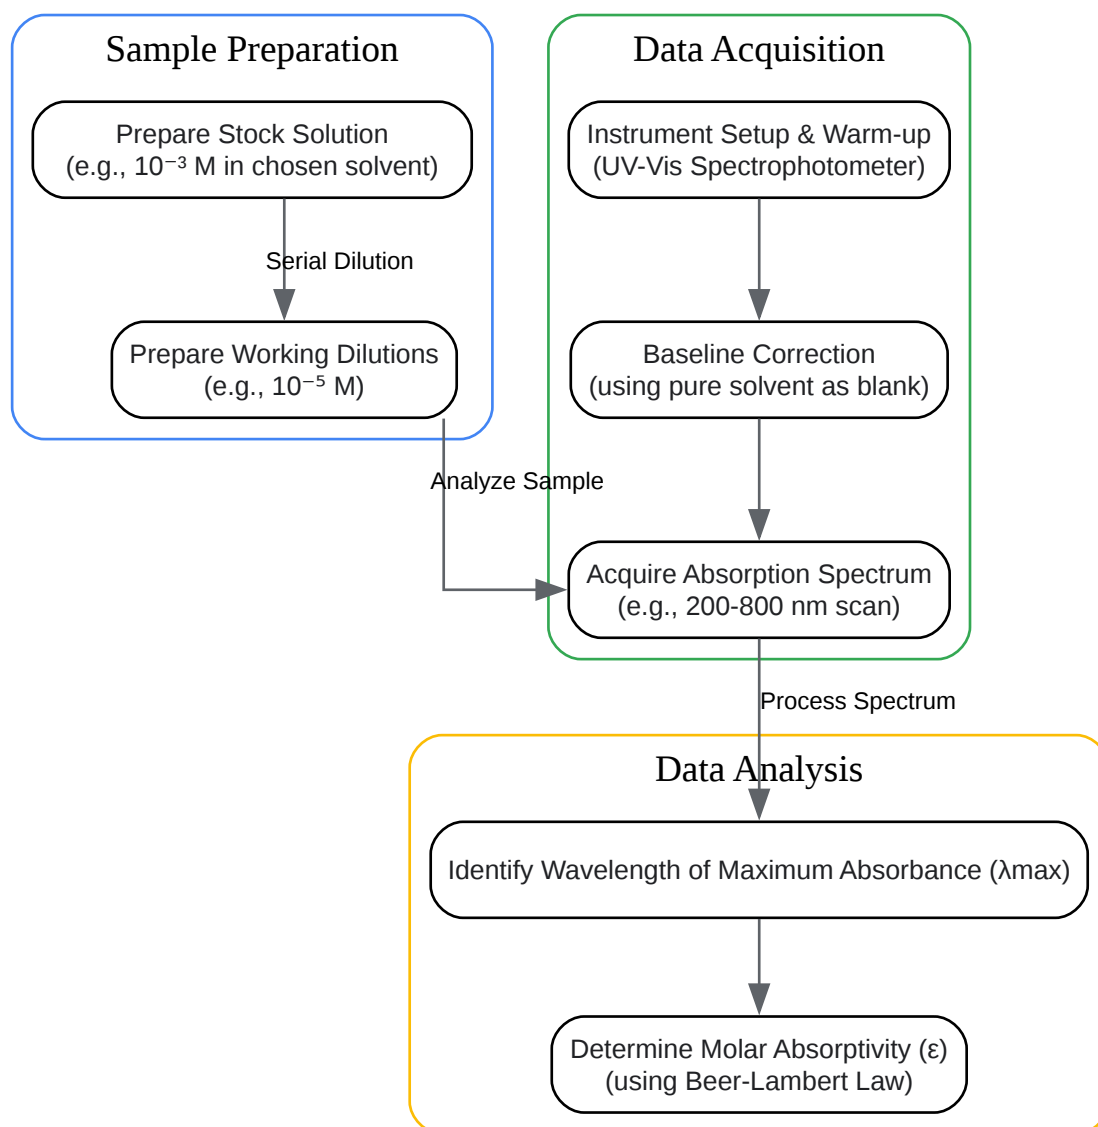 Sample Preparation
Prepare Stock Solution
(e.g., 10⁻³ M in chosen solvent)
Serial Dilution
Prepare Working Dilutions
(e.g., 10⁻⁵ M)
Analyze Sample
Data Acquisition
Instrument Setup & Warm-up
(UV-Vis Spectrophotometer)
Baseline Correction
(using pure solvent as blank)
Acquire Absorption Spectrum
(e.g., 200-800 nm scan)
Process Spectrum
Data Analysis
Identify Wavelength of Maximum Absorbance (λmax)
Determine Molar Absorptivity (ε)
(using Beer-Lambert Law)